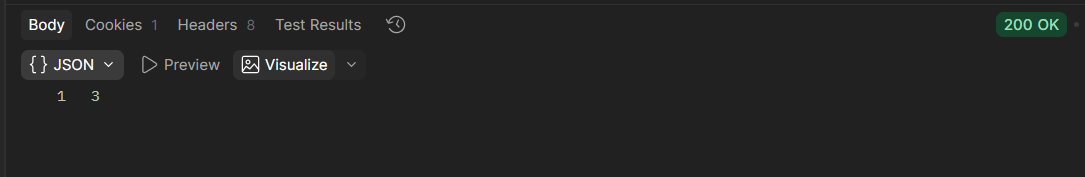 Body Cookies 1 Headers 8 Test Results 200 OK
{} JSON Preview Visualize
1 3